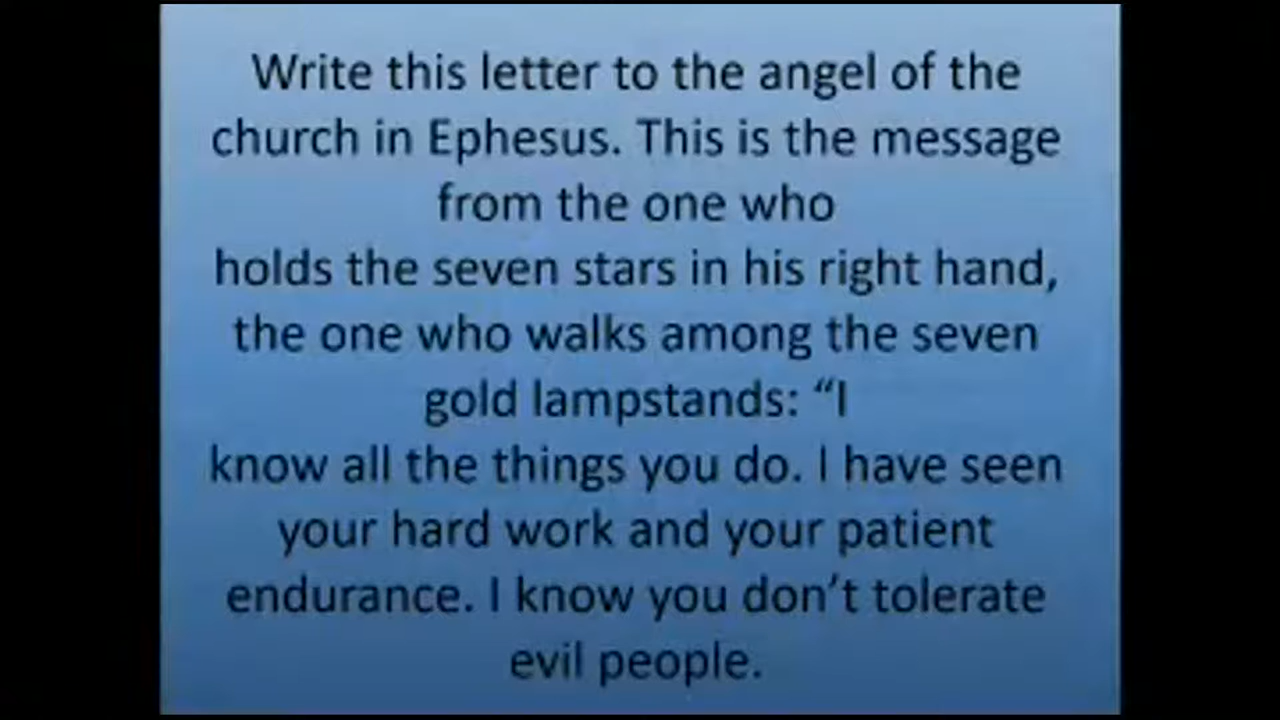 Write this letter to the angel of the
church in Ephesus. This is the message
from the one who
holds the seven stars in his right hand,
the one who walks among the seven
gold lampstands: “I
know all the things you do. I have seen
your hard work and your patient
endurance. I know you don’t tolerate
evil people.